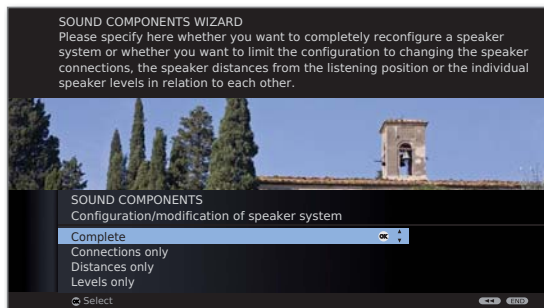 SOUND COMPONENTS WIZARD
Please specify here whether you want to completely reconfigure a speaker
system or whether you want to limit the configuration to changing the speaker
connections, the speaker distances from the listening position or the individual
speaker levels in relation to each other.
SOUND COMPONENTS
Configuration/modification of speaker system
Complete OK
Connections only
Distances only
Levels only
OK Select END